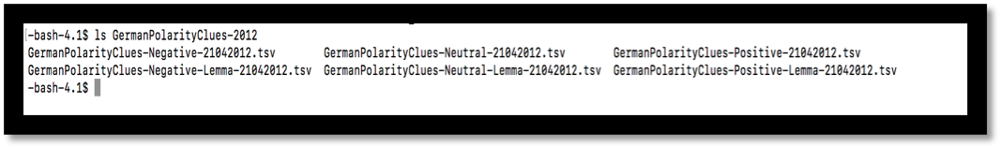 [-bash-4.1$ ls GermanPolarityClues-2012
GermanPolarityClues-Negative-21042012.tsv GermanPolarityClues-Neutral-21042012.tsv GermanPolarityClues-Positive-21042012.tsv
GermanPolarityClues-Negative-Lemma-21042012.tsv GermanPolarityClues-Neutral-Lemma-21042012.tsv GermanPolarityClues-Positive-Lemma-21042012.tsv
-bash-4.1$